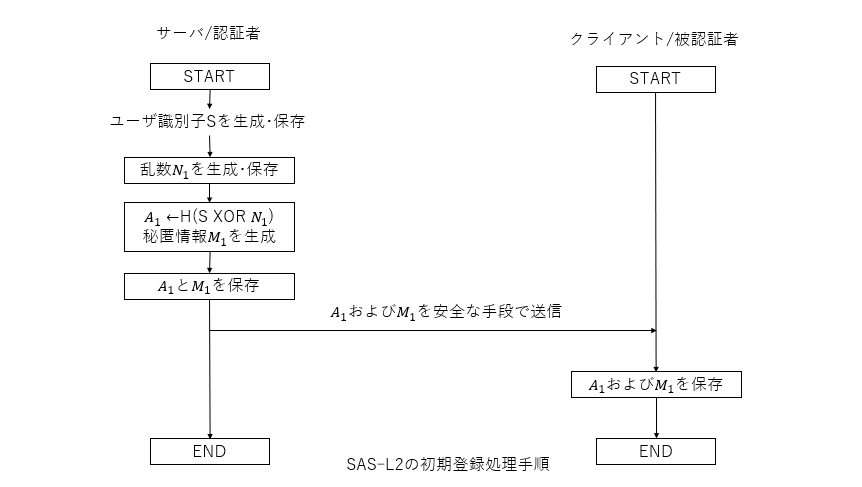 サーバ/認証者
クライアント/被認証者
START
START
ユーザ識別子Sを生成・保存
乱数N₁を生成・保存
A₁ ←H(S XOR N₁)
秘匿情報M₁を生成
A₁とM₁を保存
A₁およびM₁を安全な手段で送信
A₁およびM₁を保存
END
END
SAS-L2の初期登録処理手順